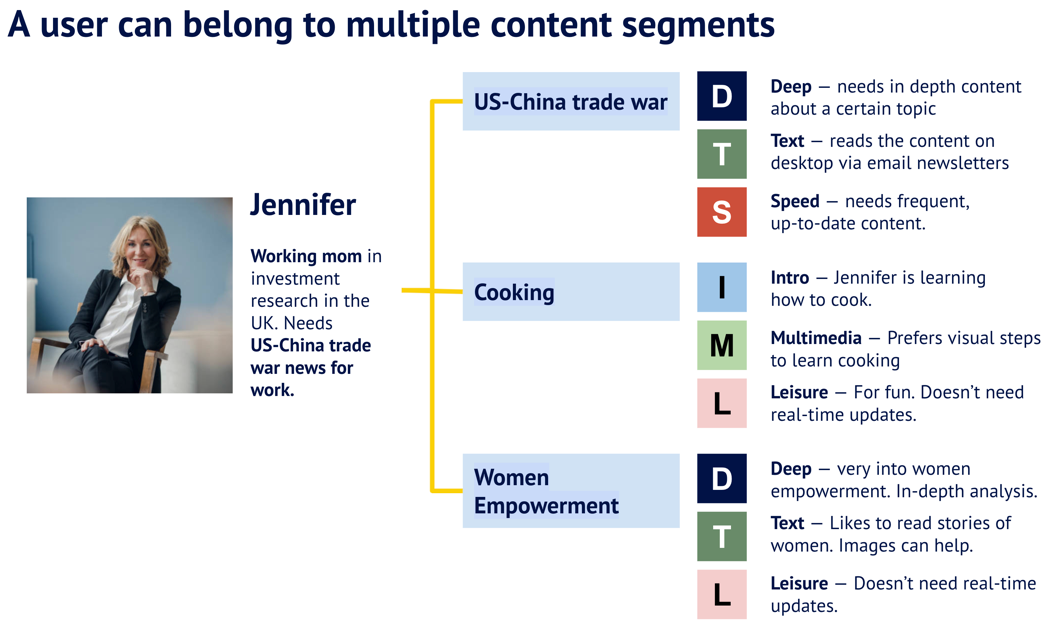 A user can belong to multiple content segments
Jennifer
Working mom in
investment
research in the
UK. Needs
US-China trade
war news for
work.
US-China trade war
D
Deep — needs in depth content
about a certain topic
T
Text — reads the content on
desktop via email newsletters
S
Speed — needs frequent,
up-to-date content.
Cooking
I
Intro — Jennifer is learning
how to cook.
M
Multimedia — Prefers visual steps
to learn cooking
L
Leisure — For fun. Doesn’t need
real-time updates.
Women
Empowerment
D
Deep — very into women
empowerment. In-depth analysis.
T
Text — Likes to read stories of
women. Images can help.
L
Leisure — Doesn’t need real-time
updates.